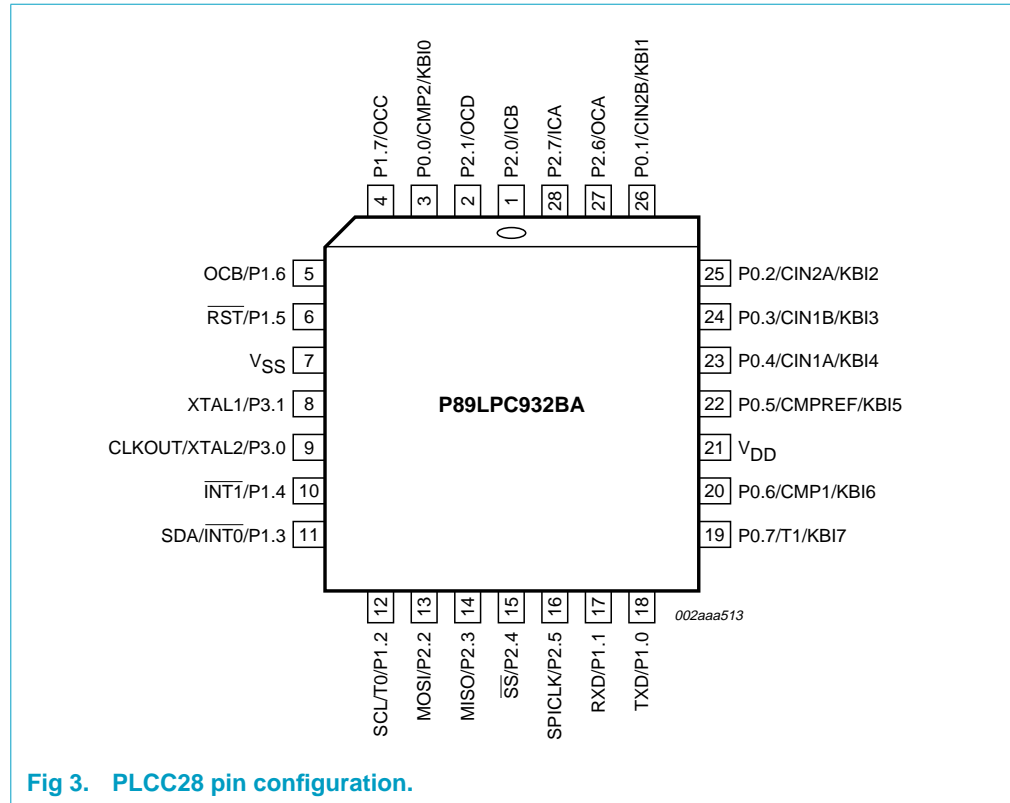 P1.7/OCC
P0.0/CMP2/KBI0
P2.1/OCD
P2.0/ICB
P2.7/ICA
P2.6/OCA
P0.1/CIN2B/KBI1
4
3
2
1
28
27
26
OCB/P1.6 5
R̅S̅T̅/P1.5 6
VSS 7
XTAL1/P3.1 8
CLKOUT/XTAL2/P3.0 9
I̅N̅T̅1̅/P1.4 10
SDA/I̅N̅T̅0̅/P1.3 11
P89LPC932BA
25 P0.2/CIN2A/KBI2
24 P0.3/CIN1B/KBI3
23 P0.4/CIN1A/KBI4
22 P0.5/CMPREF/KBI5
21 VDD
20 P0.6/CMP1/KBI6
19 P0.7/T1/KBI7
12
13
14
15
16
17
18
SCL/T0/P1.2
MOSI/P2.2
MISO/P2.3
S̅S̅/P2.4
SPICLK/P2.5
RXD/P1.1
TXD/P1.0
002aaa513
Fig 3. PLCC28 pin configuration.